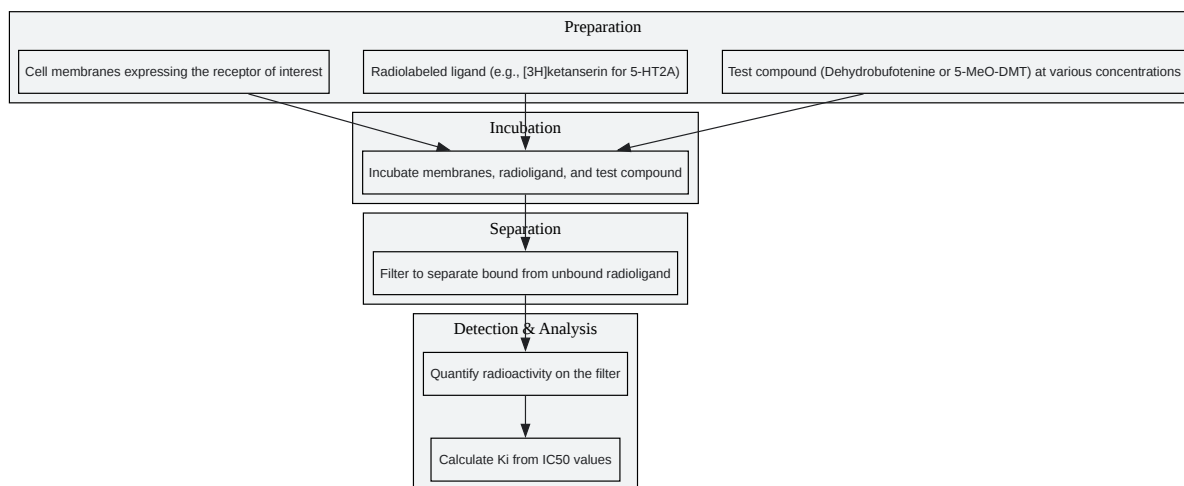 Preparation
Cell membranes expressing the receptor of interest
Radiolabeled ligand (e.g., [3H]ketanserin for 5-HT2A)
Test compound (Dehydrobufotenine or 5-MeO-DMT) at various concentrations
Incubation
Incubate membranes, radioligand, and test compound
Separation
Filter to separate bound from unbound radioligand
Detection & Analysis
Quantify radioactivity on the filter
Calculate Ki from IC50 values